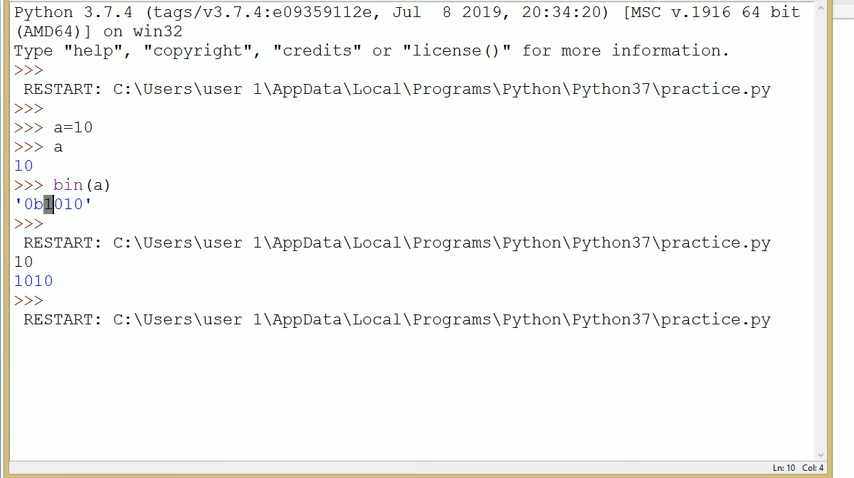 Python 3.7.4 (tags/v3.7.4:e09359112e, Jul  8 2019, 20:34:20) [MSC v.1916 64 bit
(AMD64)] on win32
Type "help", "copyright", "credits" or "license()" for more information.
>>>
 RESTART: C:\Users\user 1\AppData\Local\Programs\Python\Python37\practice.py
>>>
>>> a=10
>>> a
10
>>> bin(a)
'0b1010'
>>>
 RESTART: C:\Users\user 1\AppData\Local\Programs\Python\Python37\practice.py
10
1010
>>>
 RESTART: C:\Users\user 1\AppData\Local\Programs\Python\Python37\practice.py
Ln: 10 Col: 4